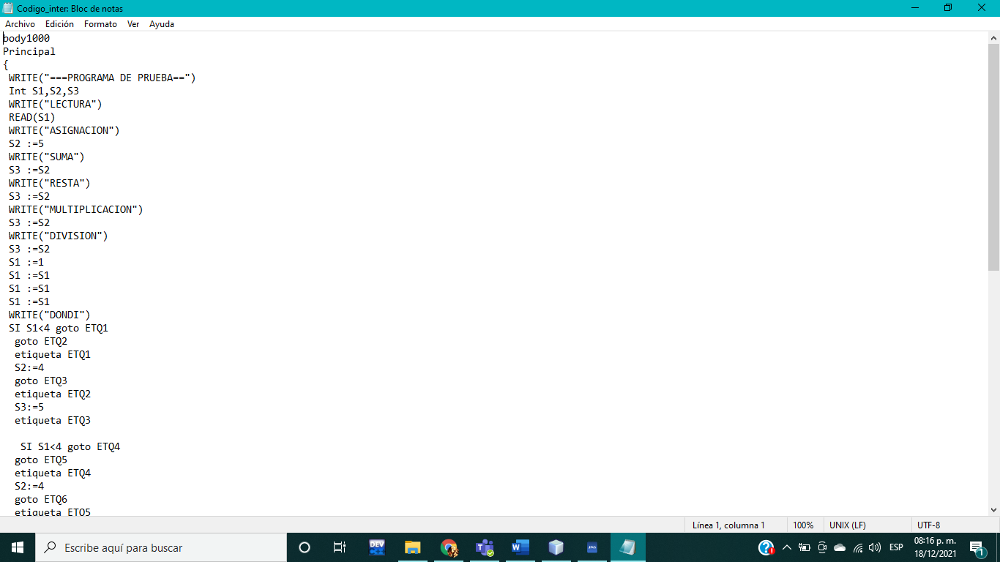 Codigo_inter: Bloc de notas
Archivo Edición Formato Ver Ayuda
body1000
Principal
{
WRITE("===PROGRAMA DE PRUEBA==")
Int S1,S2,S3
WRITE("LECTURA")
READ(S1)
WRITE("ASIGNACION")
S2 :=5
WRITE("SUMA")
S3 :=S2
WRITE("RESTA")
S3 :=S2
WRITE("MULTIPLICACION")
S3 :=S2
WRITE("DIVISION")
S3 :=S2
S1 :=1
S1 :=S1
S1 :=S1
S1 :=S1
WRITE("DONDI")
SI S1<4 goto ETQ1
goto ETQ2
etiqueta ETQ1
S2:=4
goto ETQ3
etiqueta ETQ2
S3:=5
etiqueta ETQ3
SI S1<4 goto ETQ4
goto ETQ5
etiqueta ETQ4
S2:=4
goto ETQ6
etiqueta ETQ5
Línea 1, columna 1 100% UNIX (LF) UTF-8
Escribe aquí para buscar
DEV
W
ESP
08:16 p. m.
18/12/2021
1